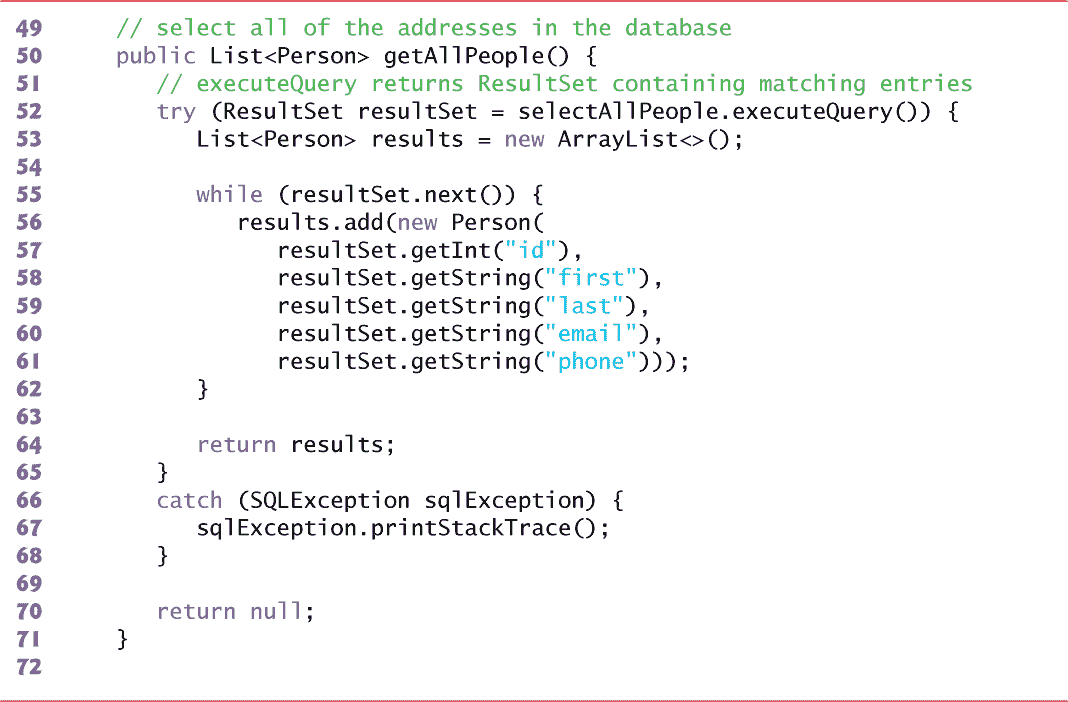 49 // select all of the addresses in the database
50 public List<Person> getAllPeople() {
51 // executeQuery returns ResultSet containing matching entries
52 try (ResultSet resultSet = selectAllPeople.executeQuery()) {
53 List<Person> results = new ArrayList<>();
54
55 while (resultSet.next()) {
56 results.add(new Person(
57 resultSet.getInt("id"),
58 resultSet.getString("first"),
59 resultSet.getString("last"),
60 resultSet.getString("email"),
61 resultSet.getString("phone")));
62 }
63
64 return results;
65 }
66 catch (SQLException sqlException) {
67 sqlException.printStackTrace();
68 }
69
70 return null;
71 }
72